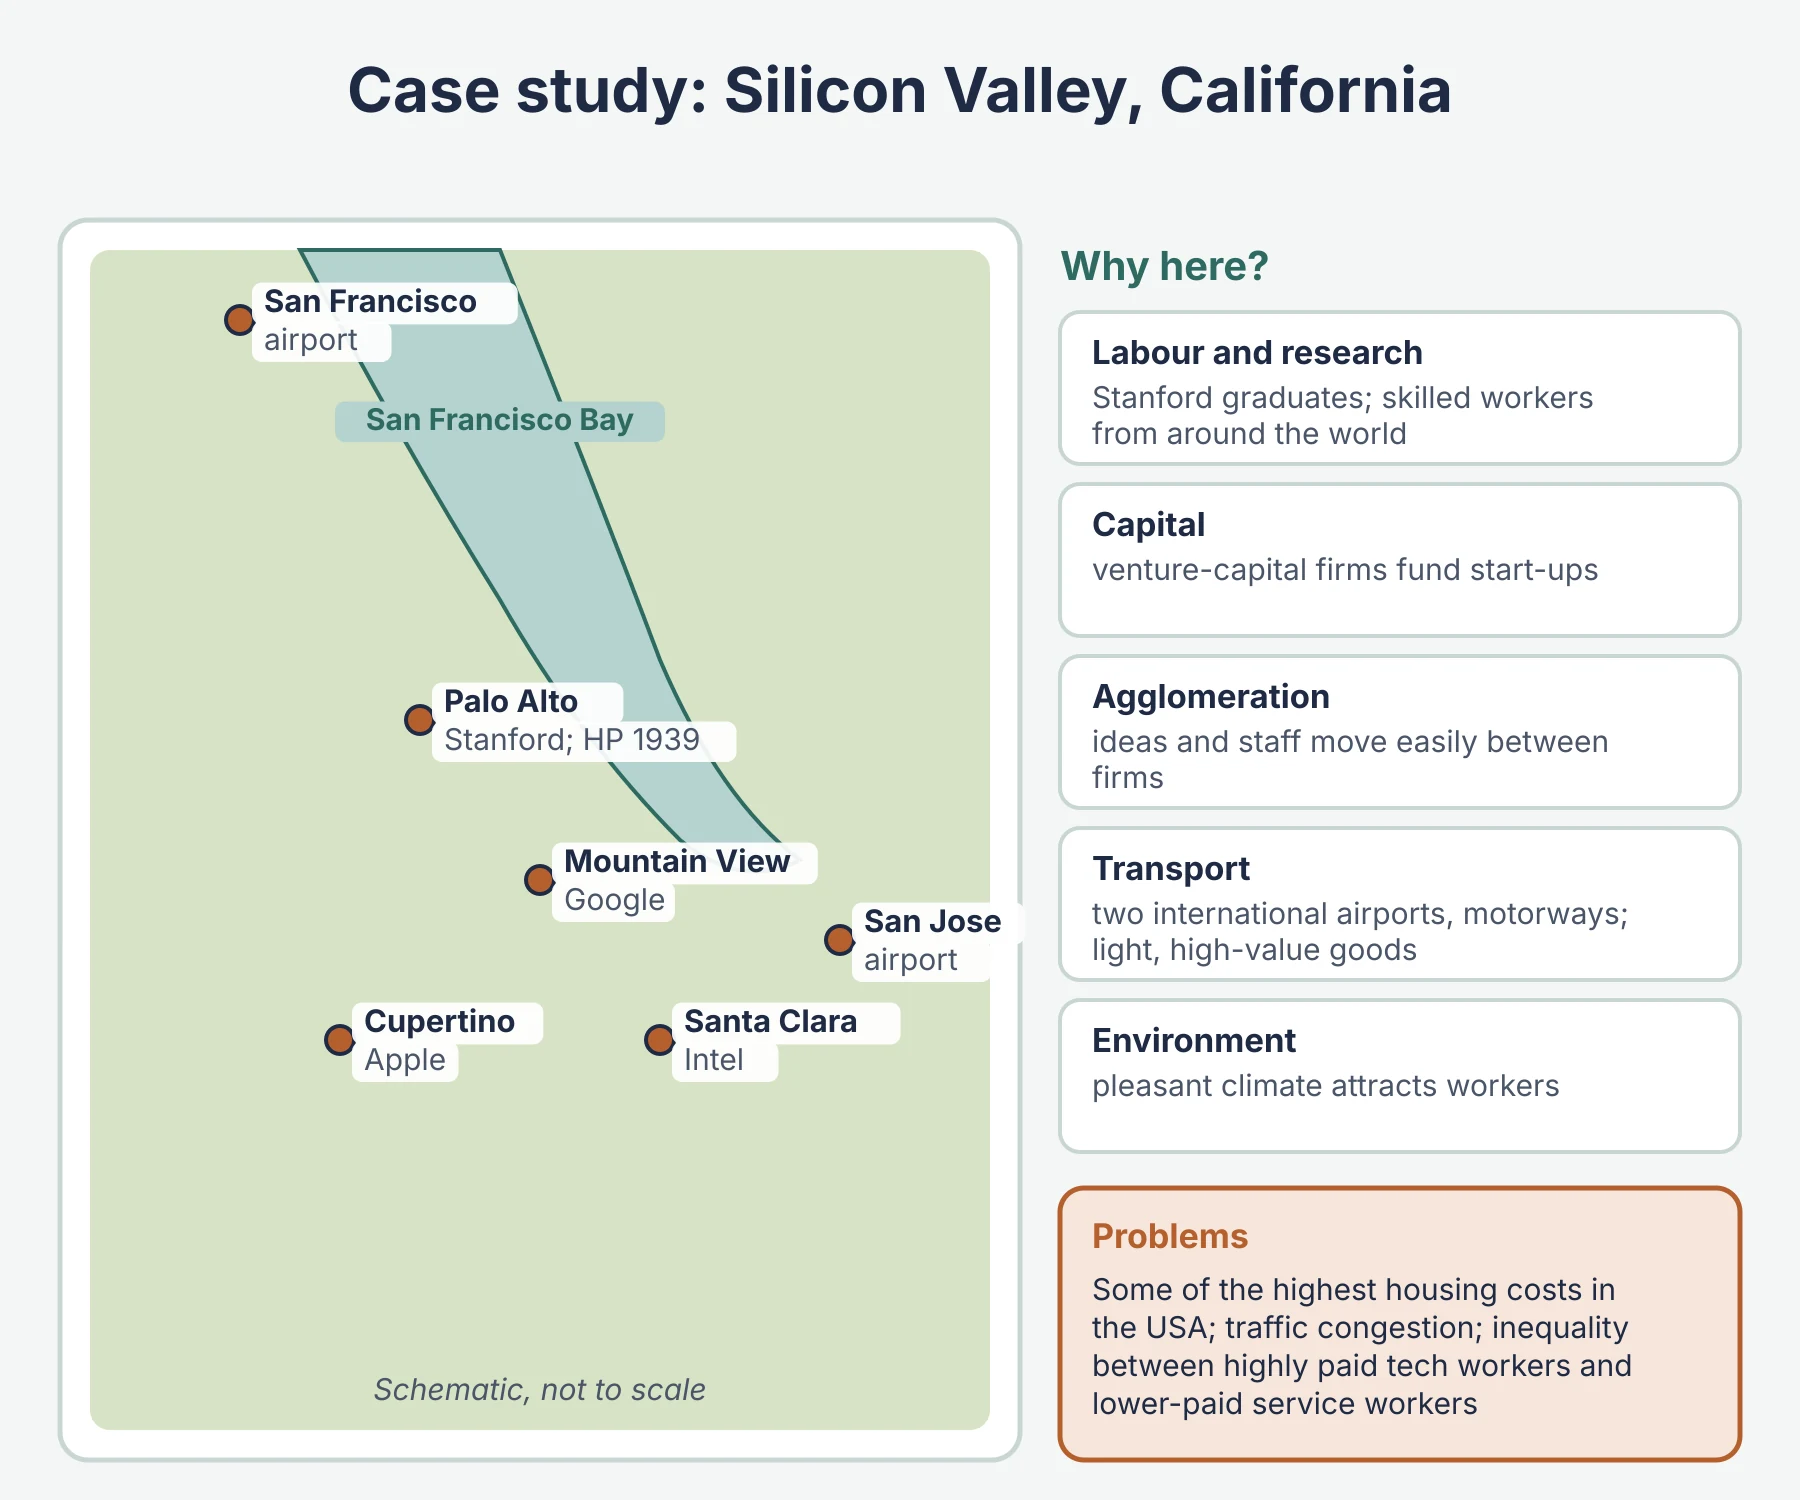 Case study: Silicon Valley, California
San Francisco
airport
San Francisco Bay
Palo Alto
Stanford; HP 1939
Mountain View
Google
San Jose
airport
Cupertino
Apple
Santa Clara
Intel
Schematic, not to scale
Why here?
Labour and research
Stanford graduates; skilled workers
from around the world
Capital
venture-capital firms fund start-ups
Agglomeration
ideas and staff move easily between
firms
Transport
two international airports, motorways;
light, high-value goods
Environment
pleasant climate attracts workers
Problems
Some of the highest housing costs in
the USA; traffic congestion; inequality
between highly paid tech workers and
lower-paid service workers